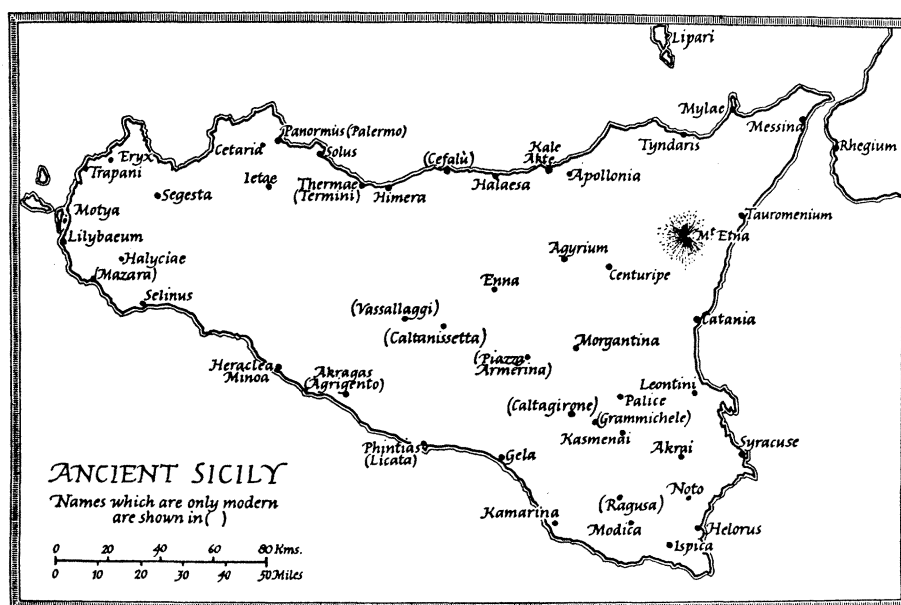 Lipari
Mylae
Messina
Panormus (Palermo)
Cetaria
Solus
Tyndaris
Rhegium
Eryx
Trapani
(Cefalù)
Kale
Akte
Ietae
Thermae
(Termini)
Himera
Halaesa
Apollonia
Segesta
Motya
Tauromenium
Lilybaeum
Mt Etna
Halyciae
Agyrium
Centuripe
(Mazara)
Enna
Selinus
(Vassallaggi)
(Caltanissetta)
Catania
Morgantina
(Piazza
Armerina)
Heraclea
Minoa
Akragas
(Agrigento)
Leontini
Palice
(Caltagirone)
(Grammichele)
Kasmenai
Phintias
(Licata)
Gela
Akrai
Syracuse
ANCIENT SICILY
Names which are only modern
are shown in ( )
(Ragusa)
Noto
Kamarina
Modica
Helorus
Ispica
0 20 40 60 80 Kms.
0 10 20 30 40 50 Miles